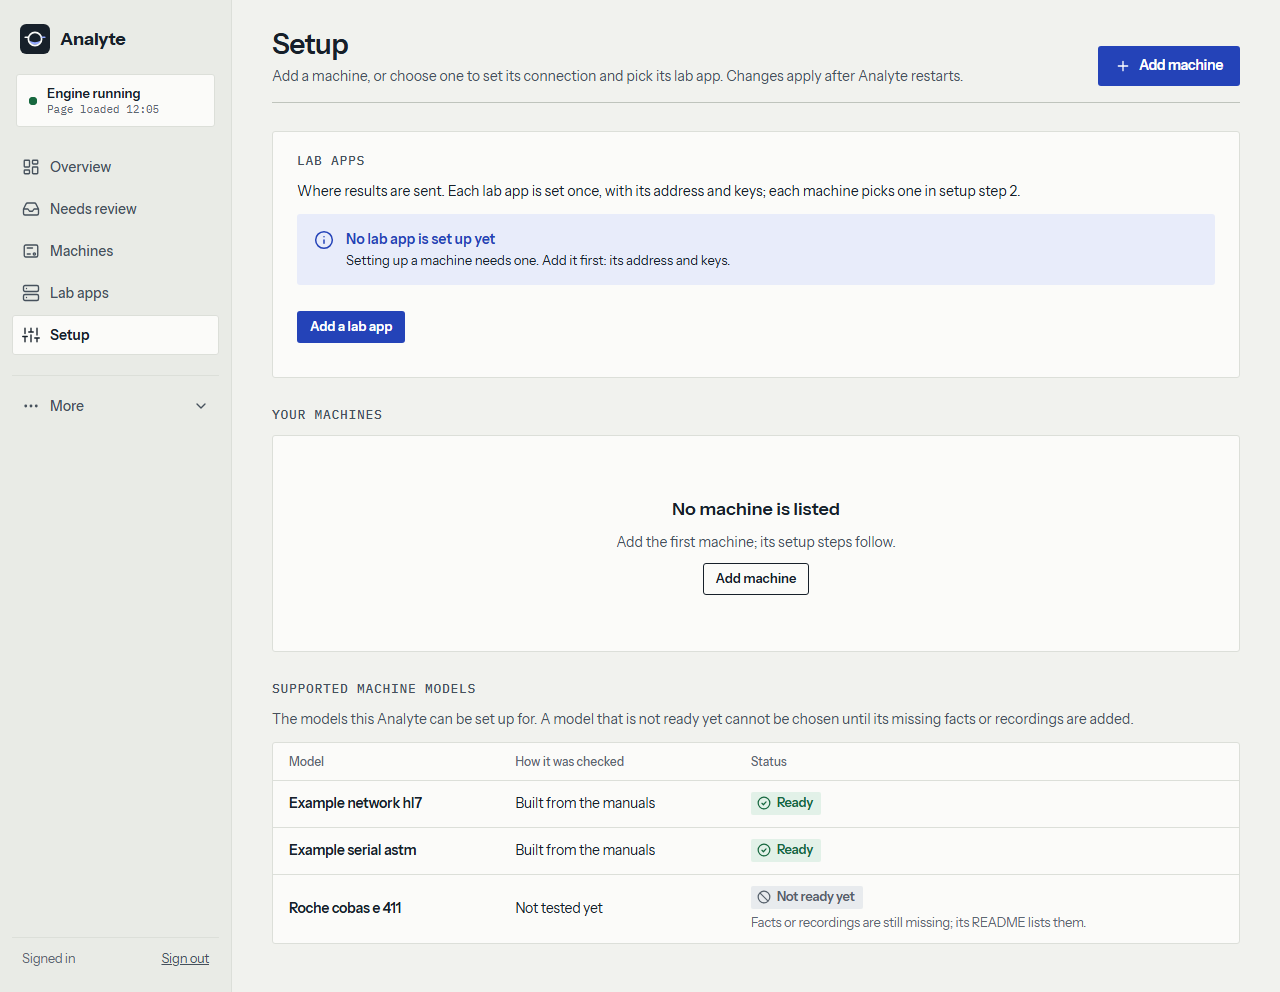 Analyte
Engine running
Page loaded 12:05
Overview
Needs review
Machines
Lab apps
Setup
More
Signed in
Sign out
Setup
Add a machine, or choose one to set its connection and pick its lab app. Changes apply after Analyte restarts.
Add machine
LAB APPS
Where results are sent. Each lab app is set once, with its address and keys; each machine picks one in setup step 2.
No lab app is set up yet
Setting up a machine needs one. Add it first: its address and keys.
Add a lab app
YOUR MACHINES
No machine is listed
Add the first machine; its setup steps follow.
Add machine
SUPPORTED MACHINE MODELS
The models this Analyte can be set up for. A model that is not ready yet cannot be chosen until its missing facts or recordings are added.
Model How it was checked Status
Example network hl7 Built from the manuals Ready
Example serial astm Built from the manuals Ready
Roche cobas e 411 Not tested yet Not ready yet
Facts or recordings are still missing; its README lists them.